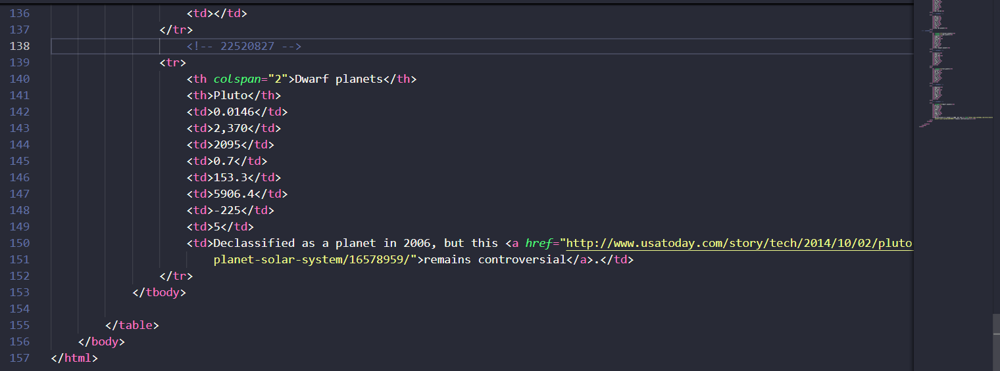 136 <td></td>
137 </tr>
138 <!-- 22520827 -->
139 <tr>
140 <th colspan="2">Dwarf planets</th>
141 <th>Pluto</th>
142 <td>0.0146</td>
143 <td>2,370</td>
144 <td>2095</td>
145 <td>0.7</td>
146 <td>153.3</td>
147 <td>5906.4</td>
148 <td>-225</td>
149 <td>5</td>
150 <td>Declassified as a planet in 2006, but this <a href="http://www.usatoday.com/story/tech/2014/10/02/pluto
151 planet-solar-system/16578959/">remains controversial</a>.</td>
152 </tr>
153 </tbody>
154
155 </table>
156 </body>
157 </html>